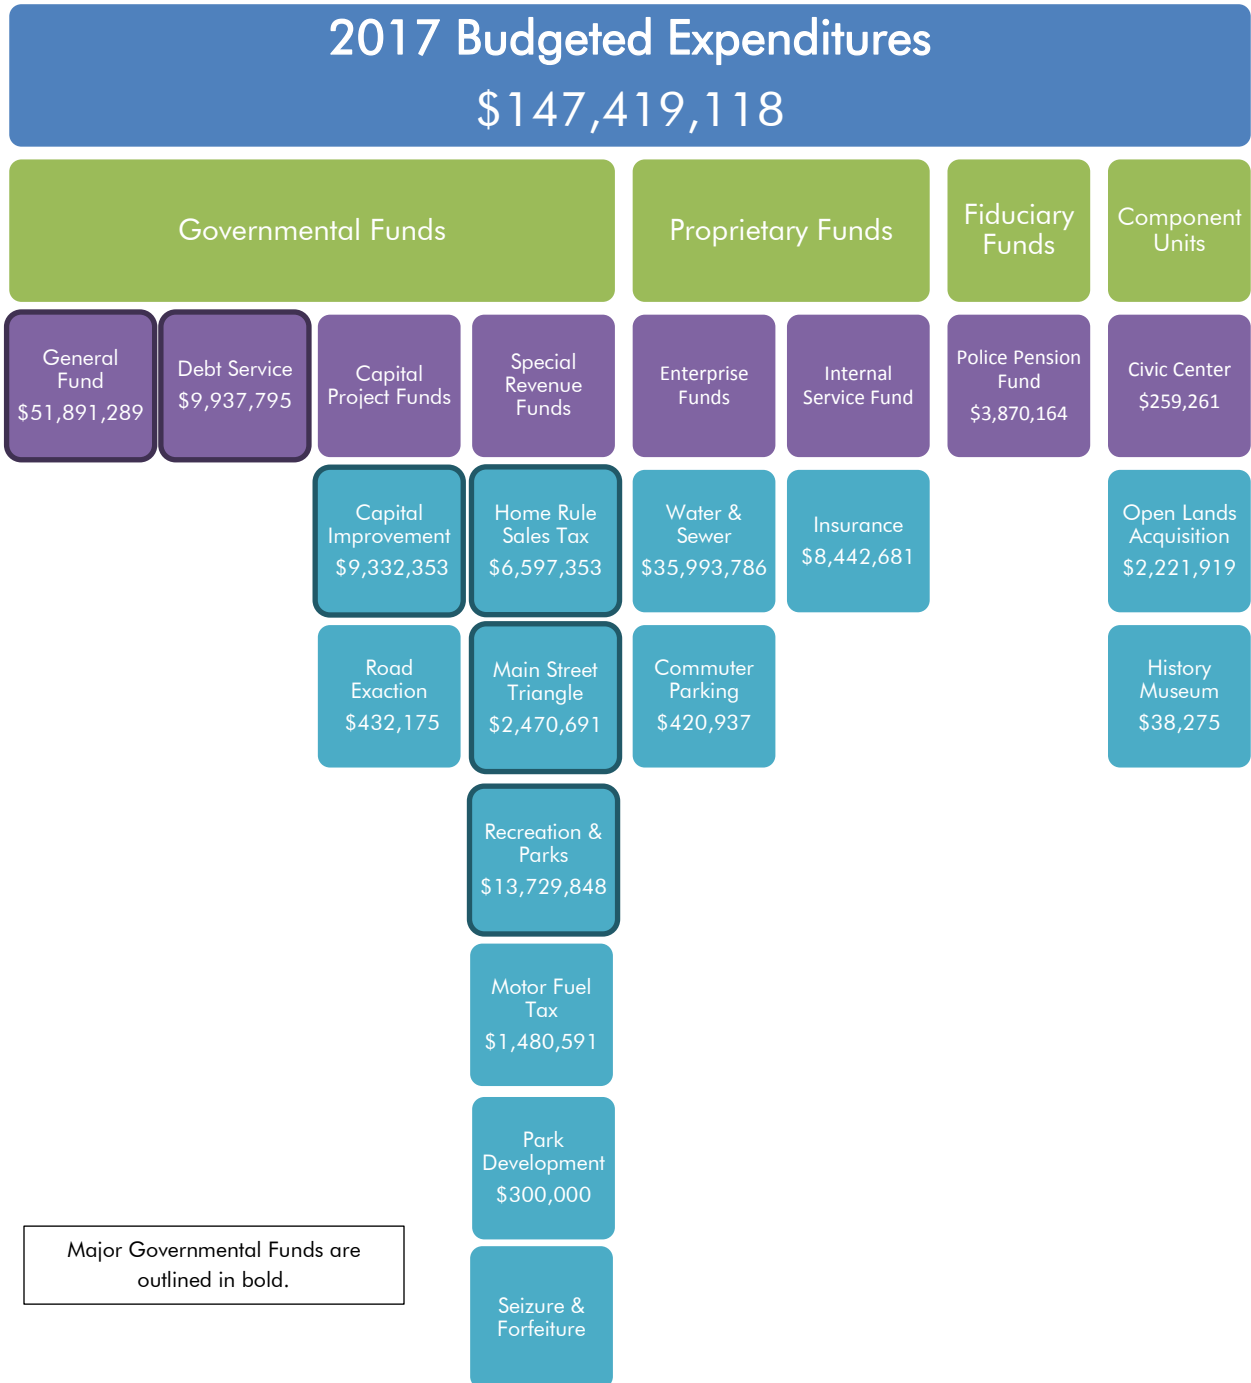 2017 Budgeted Expenditures
$147,419,118
Governmental Funds
Proprietary Funds
Fiduciary
Funds
Component
Units
General
Fund
$51,891,289
Debt Service
$9,937,795
Capital
Project Funds
Special
Revenue
Funds
Enterprise
Funds
Internal
Service Fund
Police Pension
Fund
$3,870,164
Civic Center
$259,261
Capital
Improvement
$9,332,353
Home Rule
Sales Tax
$6,597,353
Water &
Sewer
$35,993,786
Insurance
$8,442,681
Open Lands
Acquisition
$2,221,919
Road
Exaction
$432,175
Main Street
Triangle
$2,470,691
Commuter
Parking
$420,937
History
Museum
$38,275
Recreation &
Parks
$13,729,848
Motor Fuel
Tax
$1,480,591
Park
Development
$300,000
Major Governmental Funds are
outlined in bold.
Seizure &
Forfeiture